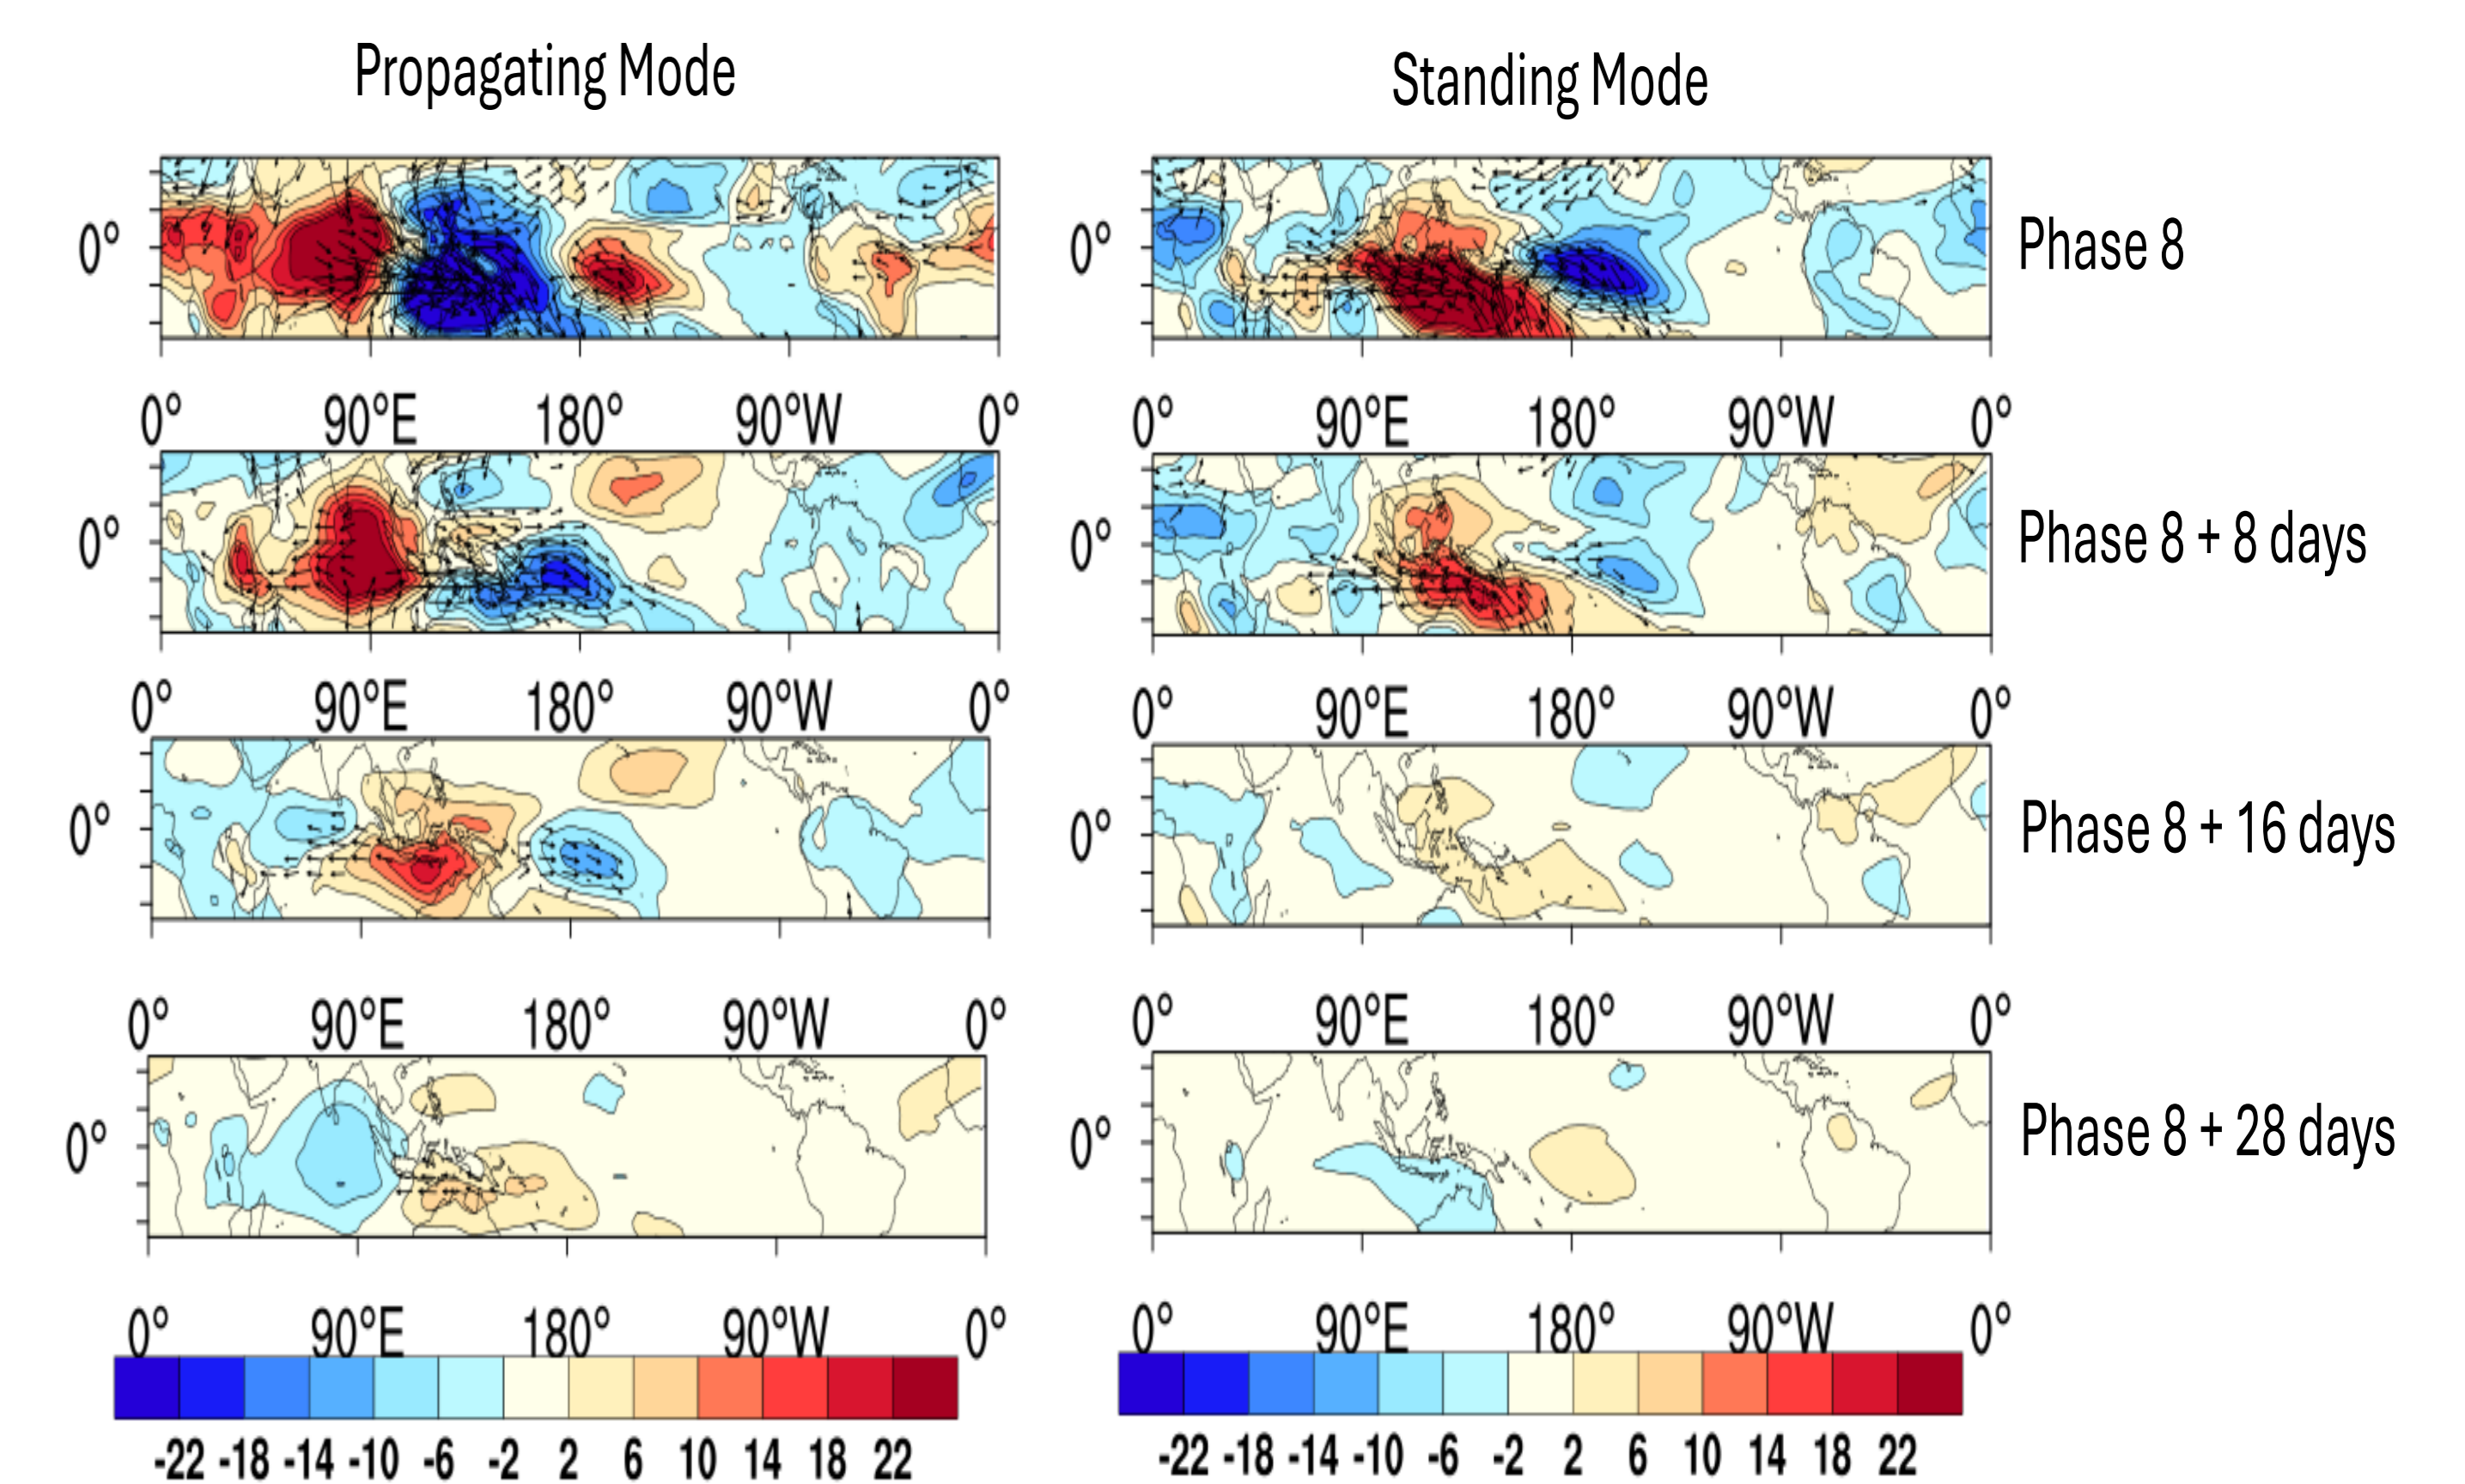 Propagating Mode Standing Mode
0° 0° Phase 8
0° 90°E 180° 90°W 0° 0° 90°E 180° 90°W 0°
0° 0° Phase 8 + 8 days
0° 90°E 180° 90°W 0° 0° 90°E 180° 90°W 0°
0° 0° Phase 8 + 16 days
0° 90°E 180° 90°W 0° 0° 90°E 180° 90°W 0°
0° 0° Phase 8 + 28 days
0° 90°E 180° 90°W 0° 0° 90°E 180° 90°W 0°
-22 -18 -14 -10 -6 -2 2 6 10 14 18 22 -22 -18 -14 -10 -6 -2 2 6 10 14 18 22